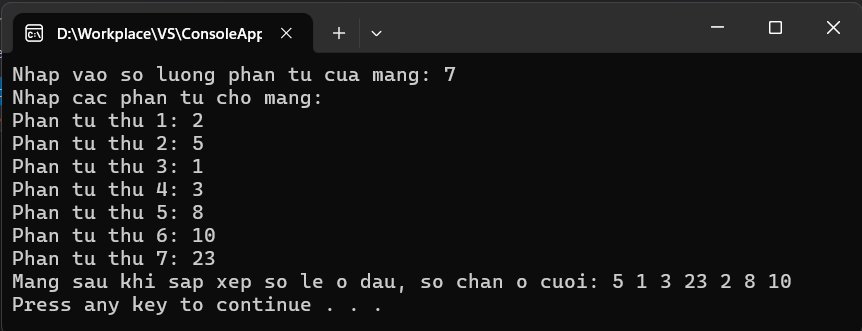 D:\Workplace\VS\ConsoleApp
Nhap vao so luong phan tu cua mang: 7
Nhap cac phan tu cho mang:
Phan tu thu 1: 2
Phan tu thu 2: 5
Phan tu thu 3: 1
Phan tu thu 4: 3
Phan tu thu 5: 8
Phan tu thu 6: 10
Phan tu thu 7: 23
Mang sau khi sap xep so le o dau, so chan o cuoi: 5 1 3 23 2 8 10
Press any key to continue . . .